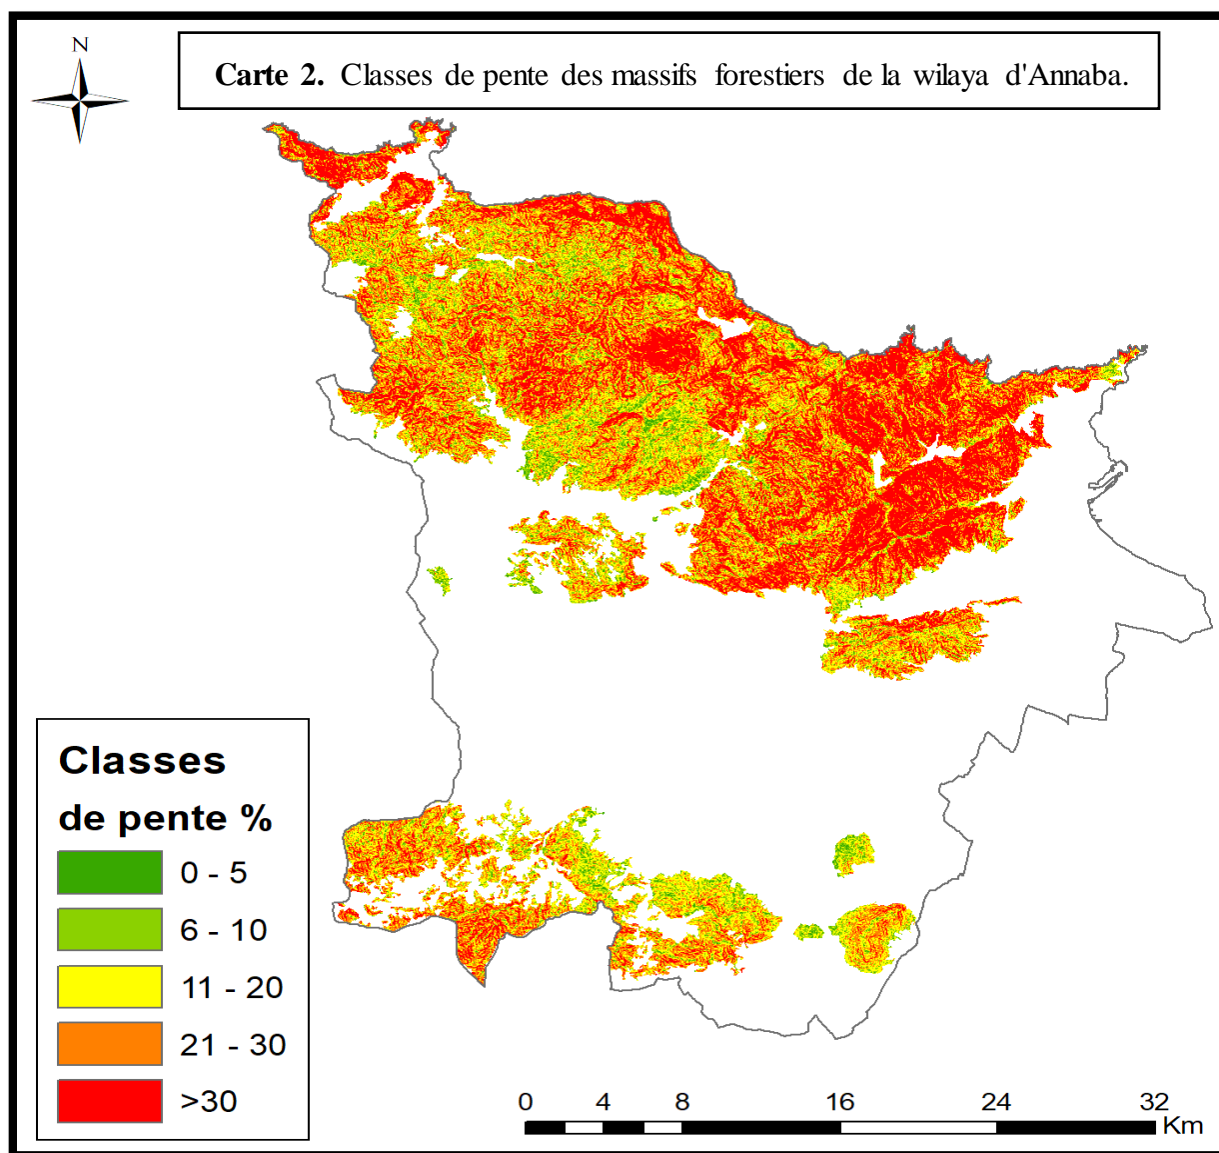 N
Carte 2. Classes de pente des massifs forestiers de la wilaya d'Annaba.
Classes
de pente %
0 - 5
6 - 10
11 - 20
21 - 30
>30
0 4 8 16 24 32
Km